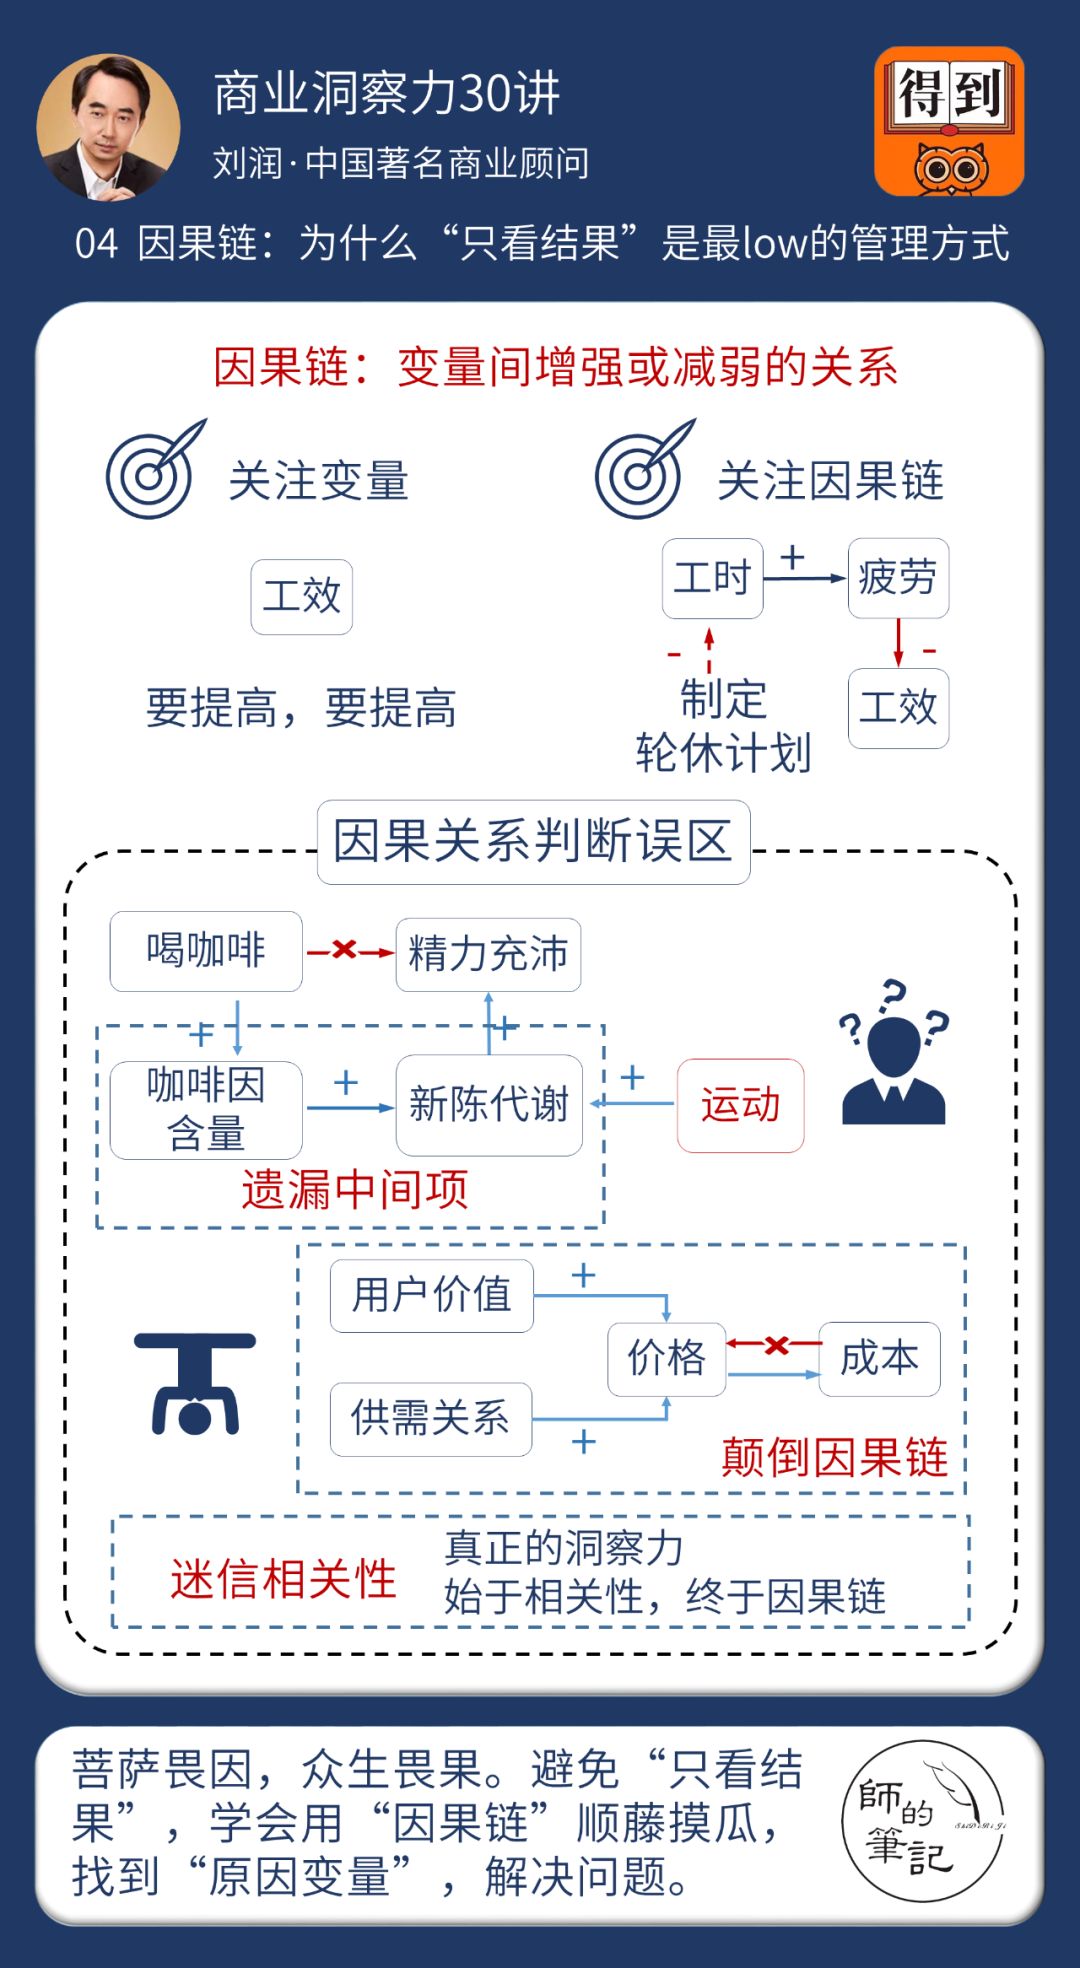 商业洞察力30讲
刘润·中国著名商业顾问
得到
04 因果链：为什么“只看结果”是最low的管理方式
因果链：变量间增强或减弱的关系
关注变量
工效
要提高，要提高
关注因果链
工时
+
疲劳
-
-
制定
轮休计划
工效
因果关系判断误区
喝咖啡
精力充沛
+
+
咖啡因
含量
+
新陈代谢
+
运动
遗漏中间项
? ? ?
用户价值
+
价格
成本
供需关系
+
颠倒因果链
迷信相关性
真正的洞察力
始于相关性，终于因果链
菩萨畏因，众生畏果。避免“只看结
果”，学会用“因果链”顺藤摸瓜，
找到“原因变量”，解决问题。
師的
筆記
ShiDeBiJi